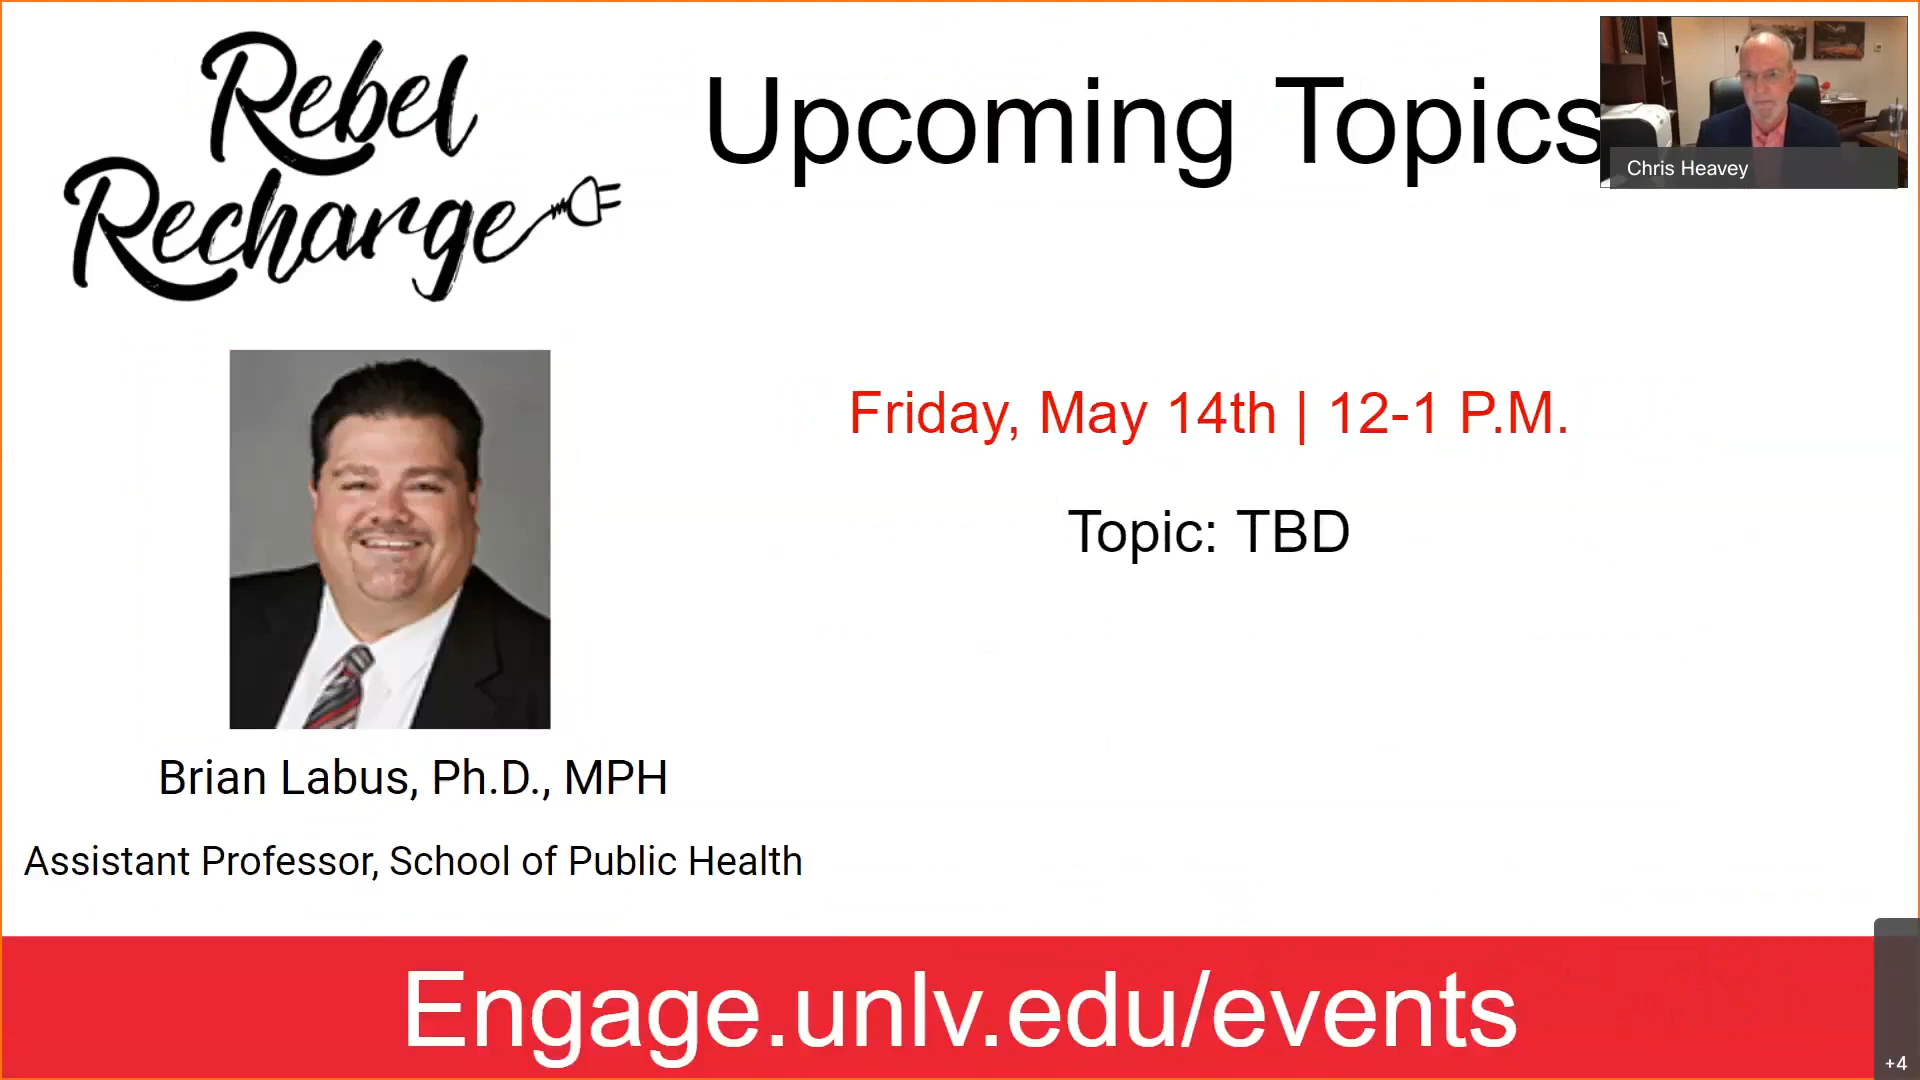 Rebel
Recharge
Upcoming Topics
Chris Heavey
Friday, May 14th | 12-1 P.M.
Topic: TBD
Brian Labus, Ph.D., MPH
Assistant Professor, School of Public Health
Engage.unlv.edu/events
+4